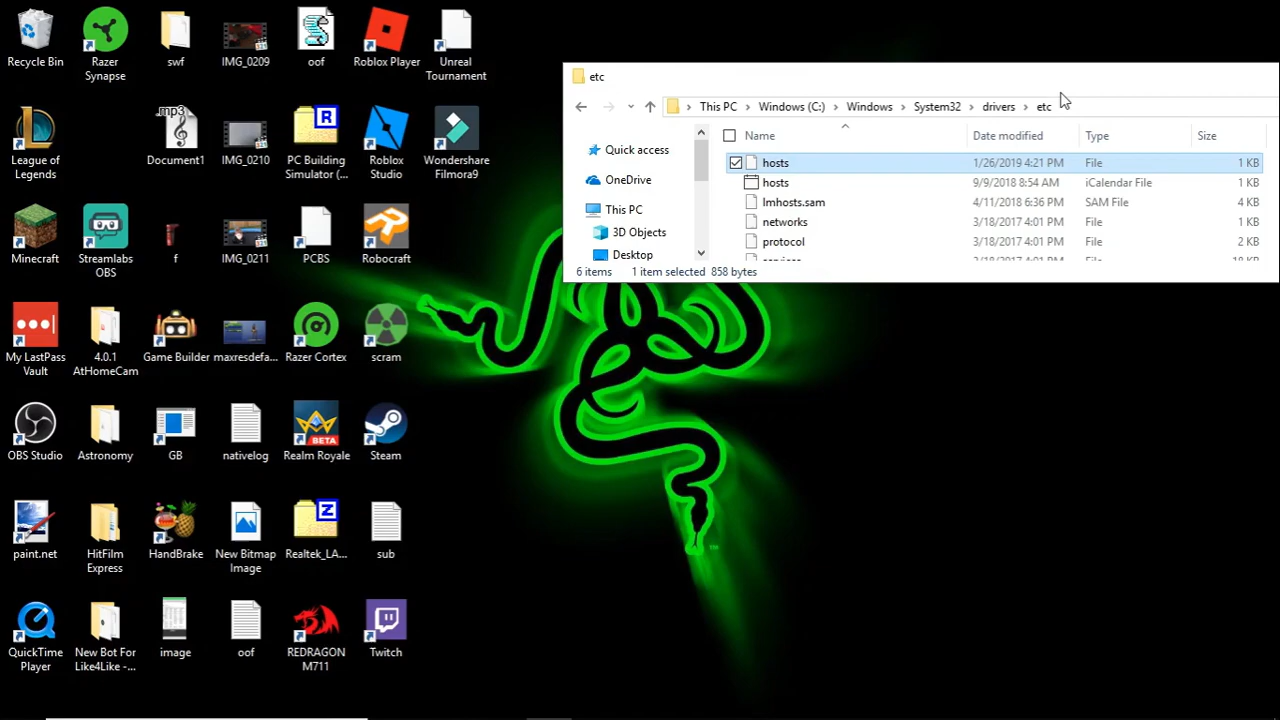 Recycle Bin
Razer
Synapse
swf
IMG_0209
oof
Roblox Player
Unreal
Tournament
League of
Legends
.mp3
Document1
IMG_0210
R
PC Building
Simulator (...
Roblox
Studio
Wondershare
Filmora9
Minecraft
Streamlabs
OBS
f
IMG_0211
PCBS
Robocraft
My LastPass
Vault
4.0.1
AtHomeCam
Game Builder
maxresdefa...
Razer Cortex
scram
OBS Studio
Astronomy
GB
nativelog
BETA
Realm Royale
Steam
paint.net
HitFilm
Express
HandBrake
New Bitmap
Image
Z
Realtek_LA...
sub
QuickTime
Player
New Bot For
Like4Like -...
image
oof
REDRAGON
M711
Twitch
etc
This PC
Windows (C:)
Windows
System32
drivers
etc
Quick access
OneDrive
This PC
3D Objects
Desktop
Name Date modified Type Size
hosts 1/26/2019 4:21 PM File 1 KB
hosts 9/9/2018 8:54 AM iCalendar File 1 KB
lmhosts.sam 4/11/2018 6:36 PM SAM File 4 KB
networks 3/18/2017 4:01 PM File 1 KB
protocol 3/18/2017 4:01 PM File 2 KB
6 items 1 item selected 858 bytes